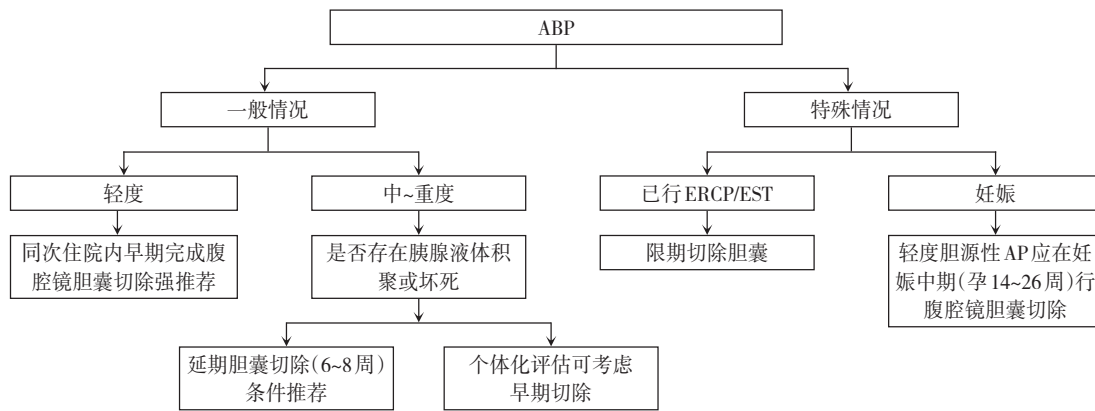 ABP
一般情况
特殊情况
轻度
中~重度
已行ERCP/EST
妊娠
同次住院内早期完成腹
腔镜胆囊切除强推荐
是否存在胰腺液体积
聚或坏死
限期切除胆囊
轻度胆源性AP应在妊
娠中期(孕14~26周)行
腹腔镜胆囊切除
延期胆囊切除(6~8周)
条件推荐
个体化评估可考虑
早期切除